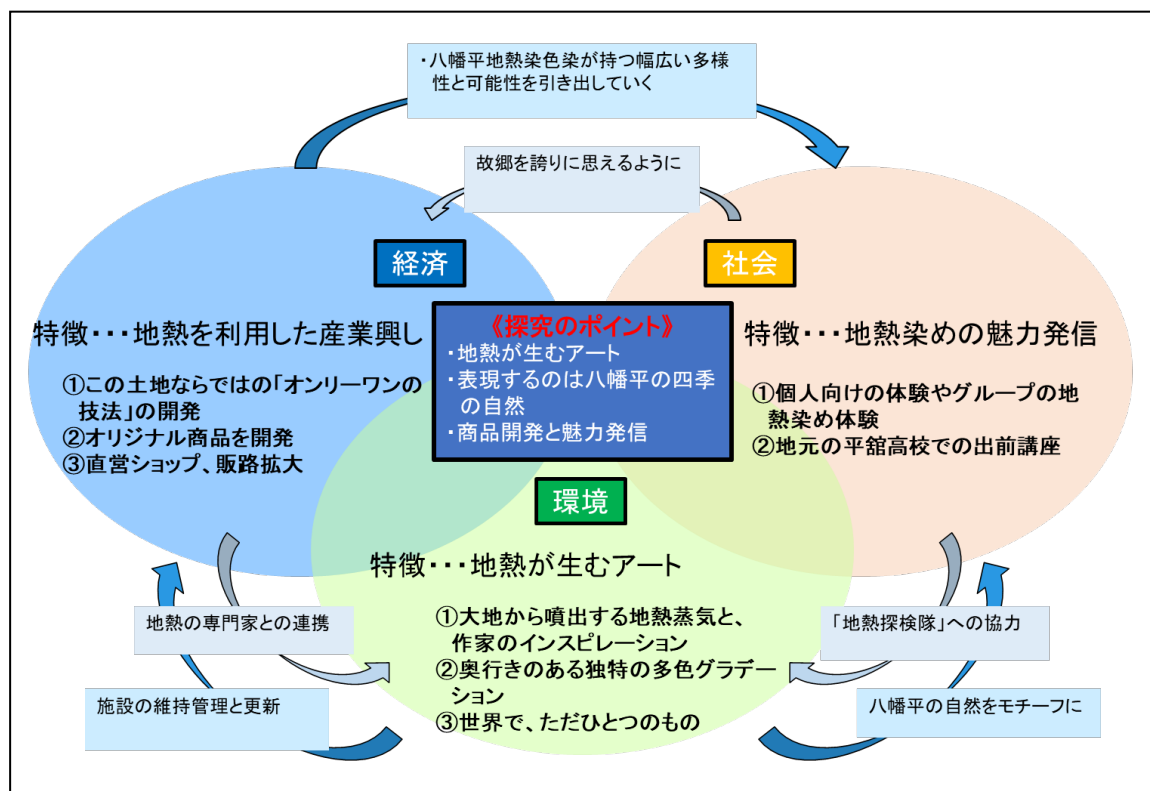 ・八幡平地熱染色染が持つ幅広い多様
性と可能性を引き出していく
故郷を誇りに思えるように
経済
社会
特徴・・・地熱を利用した産業興し
①この土地ならではの「オンリーワンの
技法」の開発
②オリジナル商品を開発
③直営ショップ、販路拡大
《探究のポイント》
・地熱が生むアート
・表現するのは八幡平の四季
の自然
・商品開発と魅力発信
特徴・・・地熱染めの魅力発信
①個人向けの体験やグループの地
熱染め体験
②地元の平舘高校での出前講座
環境
特徴・・・地熱が生むアート
①大地から噴出する地熱蒸気と、
作家のインスピレーション
②奥行きのある独特の多色グラデー
ション
③世界で、ただひとつのもの
地熱の専門家との連携
施設の維持管理と更新
「地熱探検隊」への協力
八幡平の自然をモチーフに